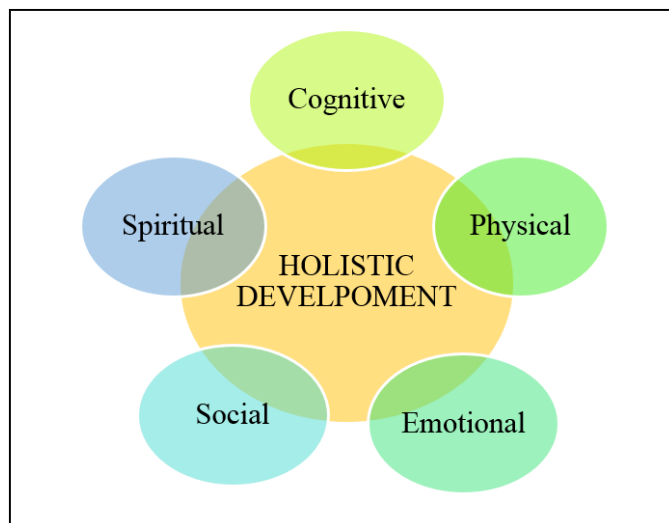 Cognitive
Spiritual
Physical
HOLISTIC
DEVELPOMENT
Social
Emotional